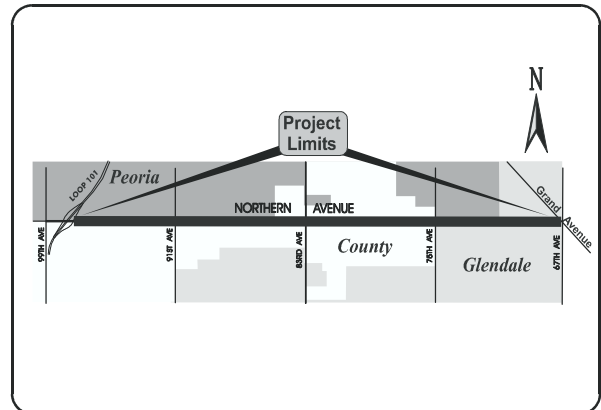 N
Project
Limits
LOOP 101
Peoria
Grand Avenue
NORTHERN AVENUE
99TH AVE
91ST AVE
83RD AVE
County
75TH AVE
Glendale
67TH AVE